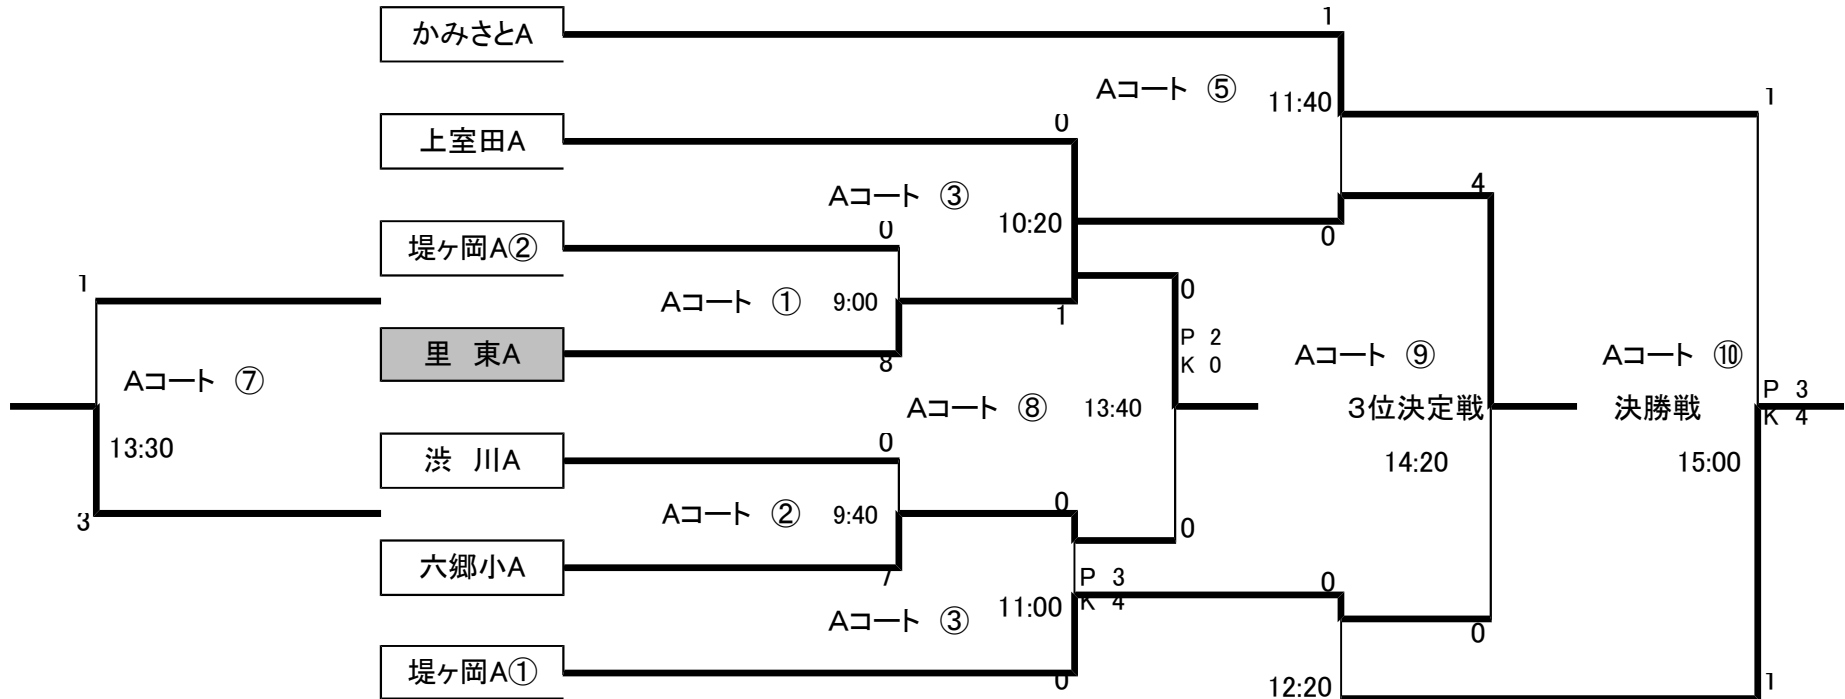 かみさとA
1
Aコート ⑤
11:40
1
上室田A
0
4
Aコート ③
10:20
0
堤ヶ岡A②
0
1
Aコート ①
9:00
1
0
里 東A
8
P 2
K 0
Aコート ⑦
Aコート ⑧
13:40
Aコート ⑨
3位決定戦
14:20
Aコート ⑩
決勝戦
15:00
P 3
K 4
13:30
3
渋 川A
0
Aコート ②
9:40
0
0
六郷小A
7
P 3
K 4
0
0
Aコート ③
11:00
堤ヶ岡A①
0
12:20
1